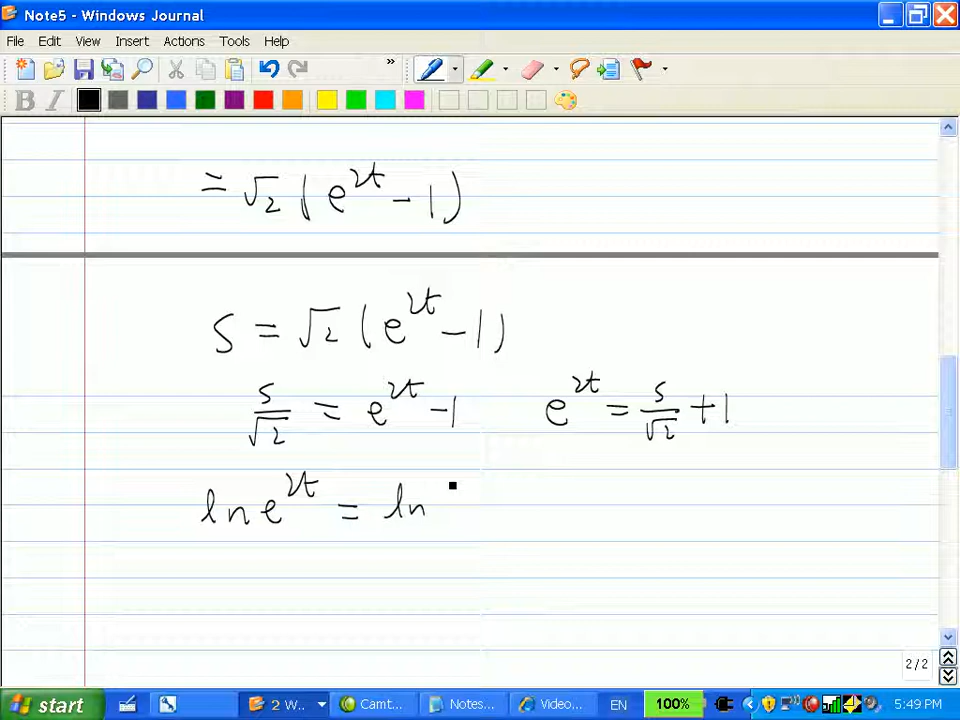 Note5 - Windows Journal
File Edit View Insert Actions Tools Help
»
B I
= √2 (e^2t - 1)
s = √2 (e^2t - 1)
s/√2 = e^2t - 1 e^2t = s/√2 + 1
ln e^2t = ln
2/2
start 2 W.. Camt... Notes... Video... EN 100% 5:49 PM